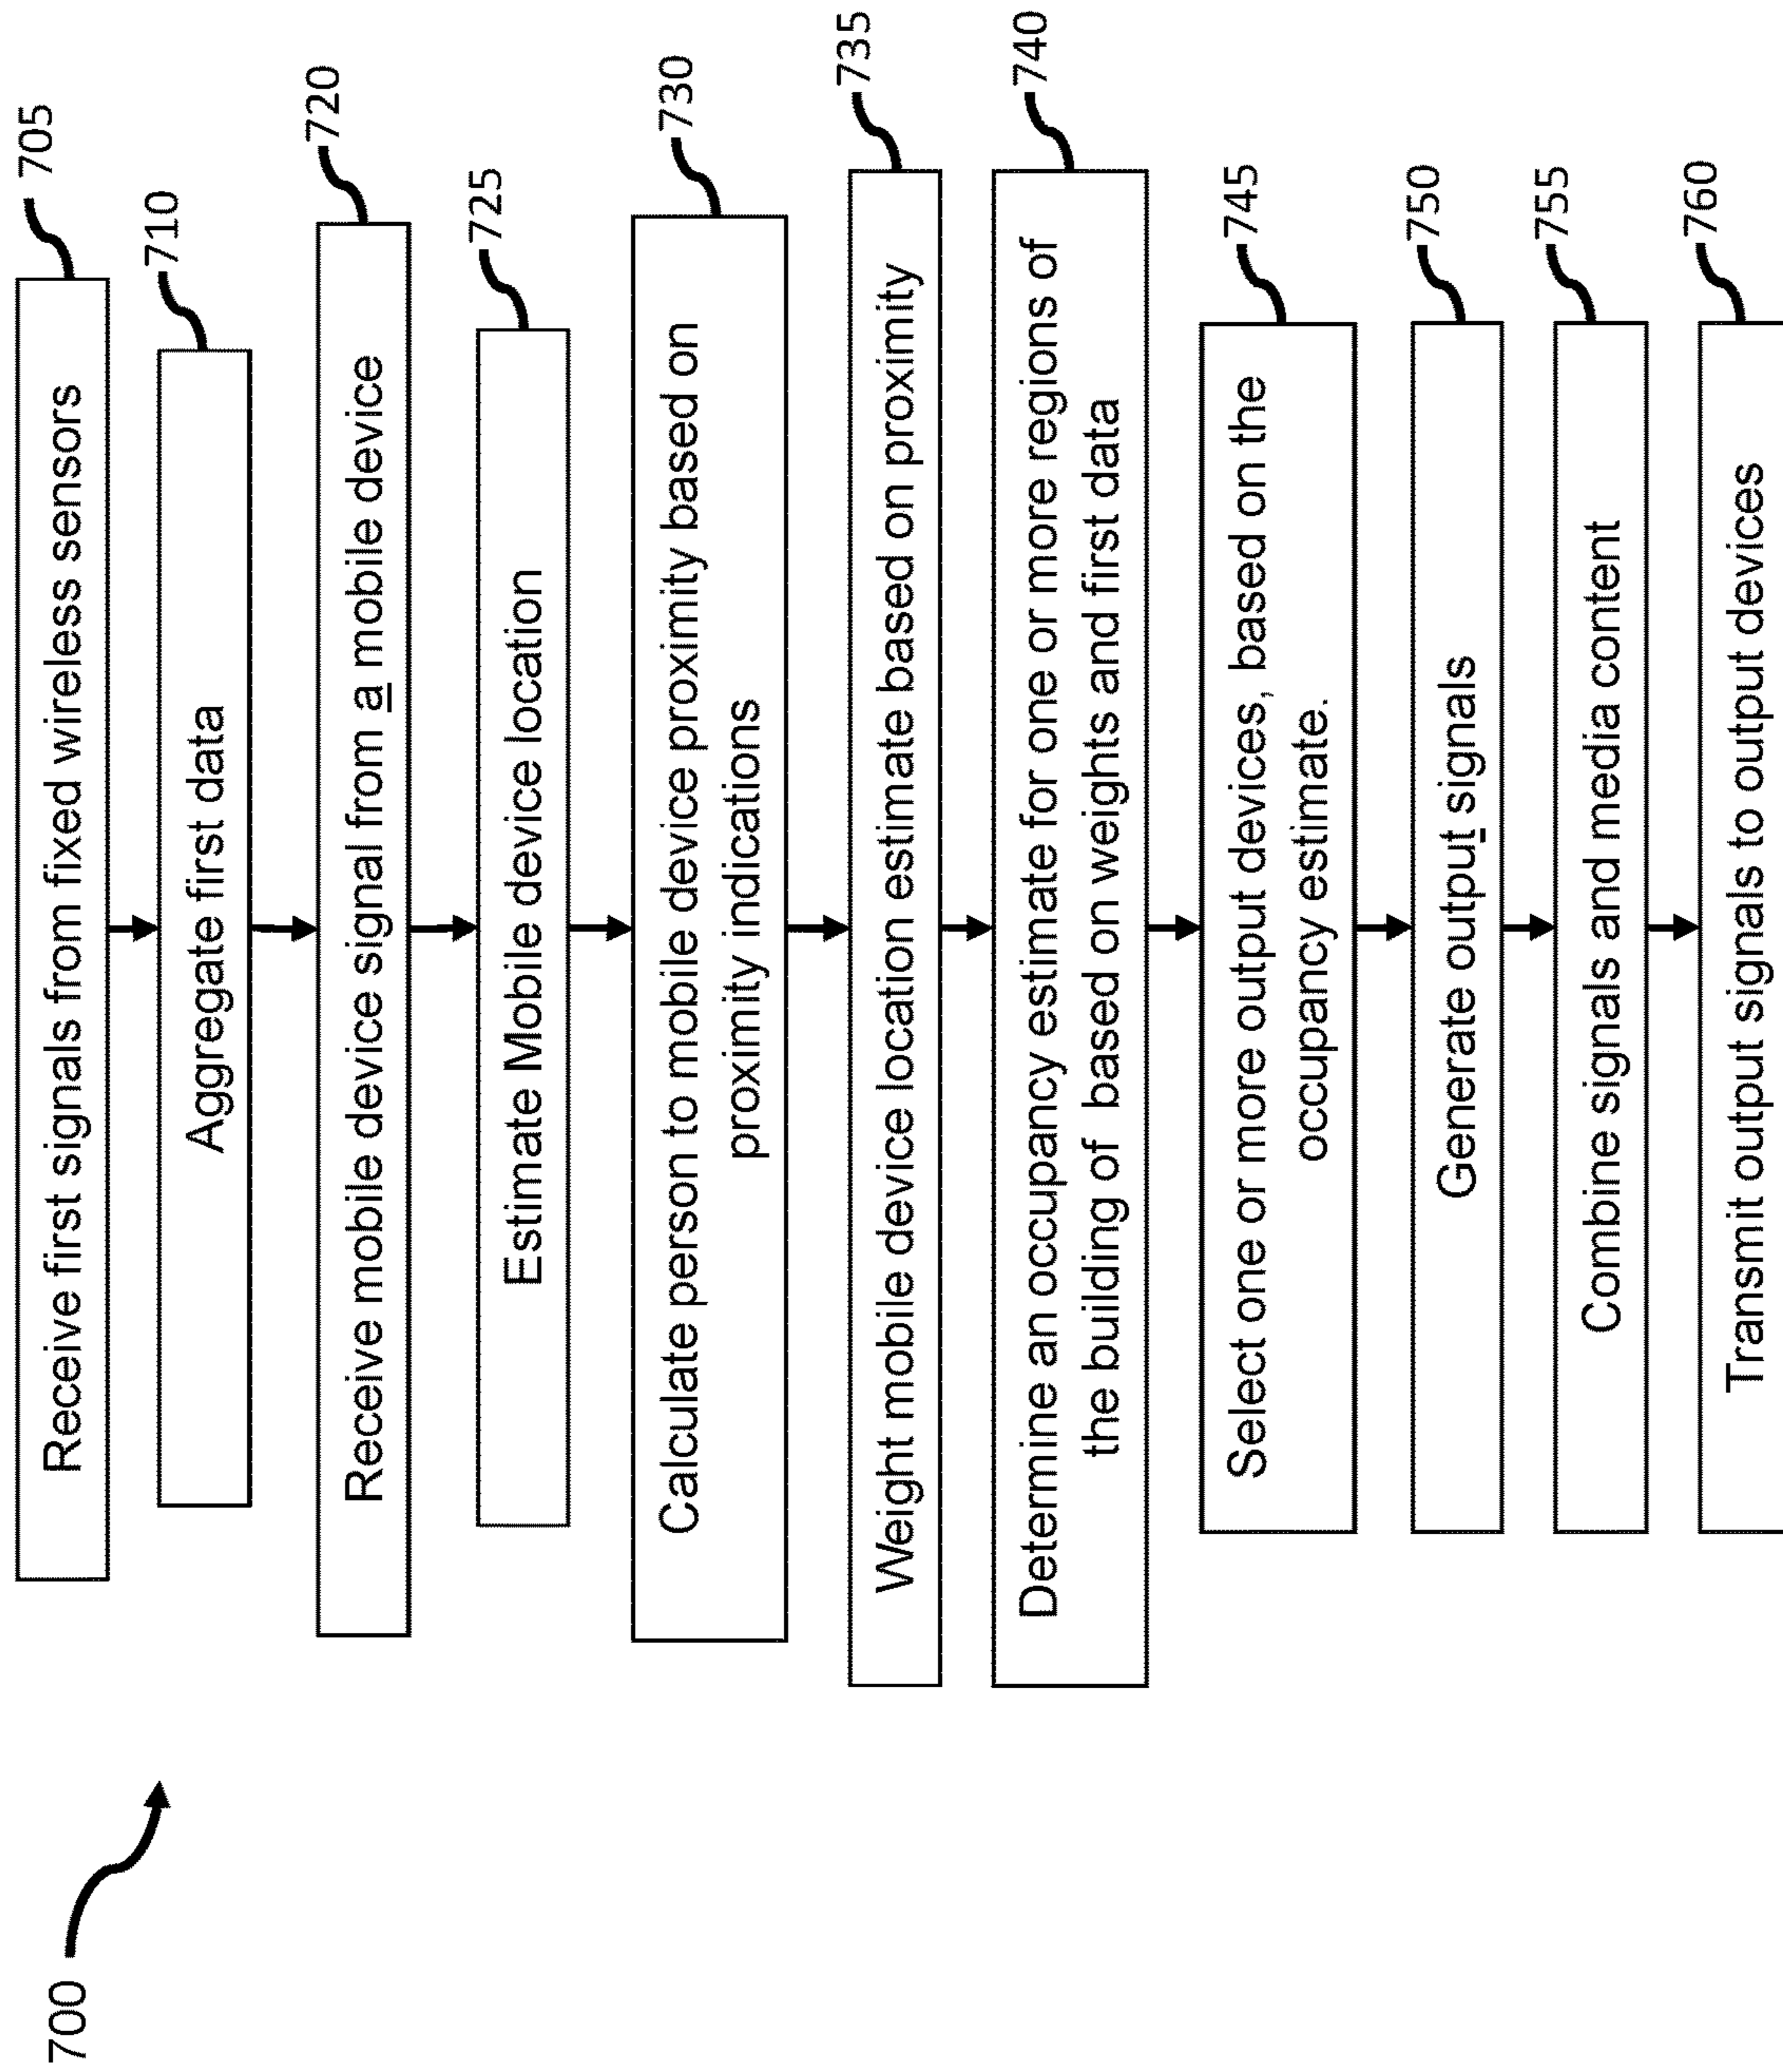 700
Receive first signals from fixed wireless sensors
705
Aggregate first data
710
Receive mobile device signal from a mobile device
720
Estimate Mobile device location
725
Calculate person to mobile device proximity based on
proximity indications
730
Weight mobile device location estimate based on proximity
735
Determine an occupancy estimate for one or more regions of
the building of based on weights and first data
740
Select one or more output devices, based on the
occupancy estimate.
745
Generate output signals
750
Combine signals and media content
755
Transmit output signals to output devices
760